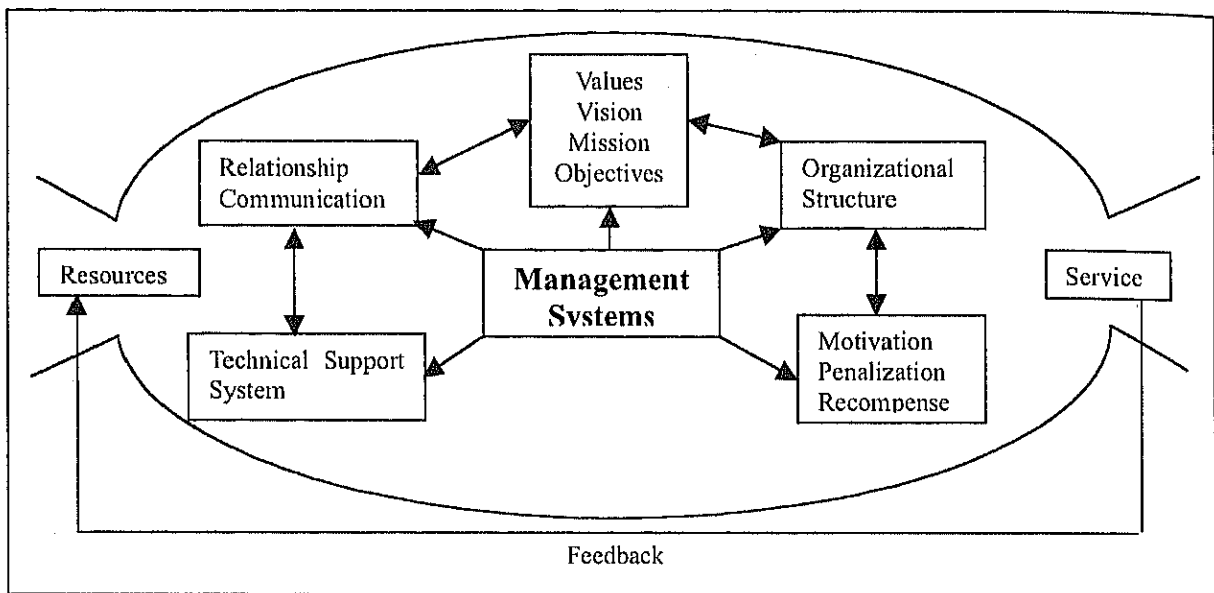 Values
Vision
Mission
Objectives
Relationship
Communication
Organizational
Structure
Resources
Management
Systems
Service
Technical Support
System
Motivation
Penalization
Recompense
Feedback